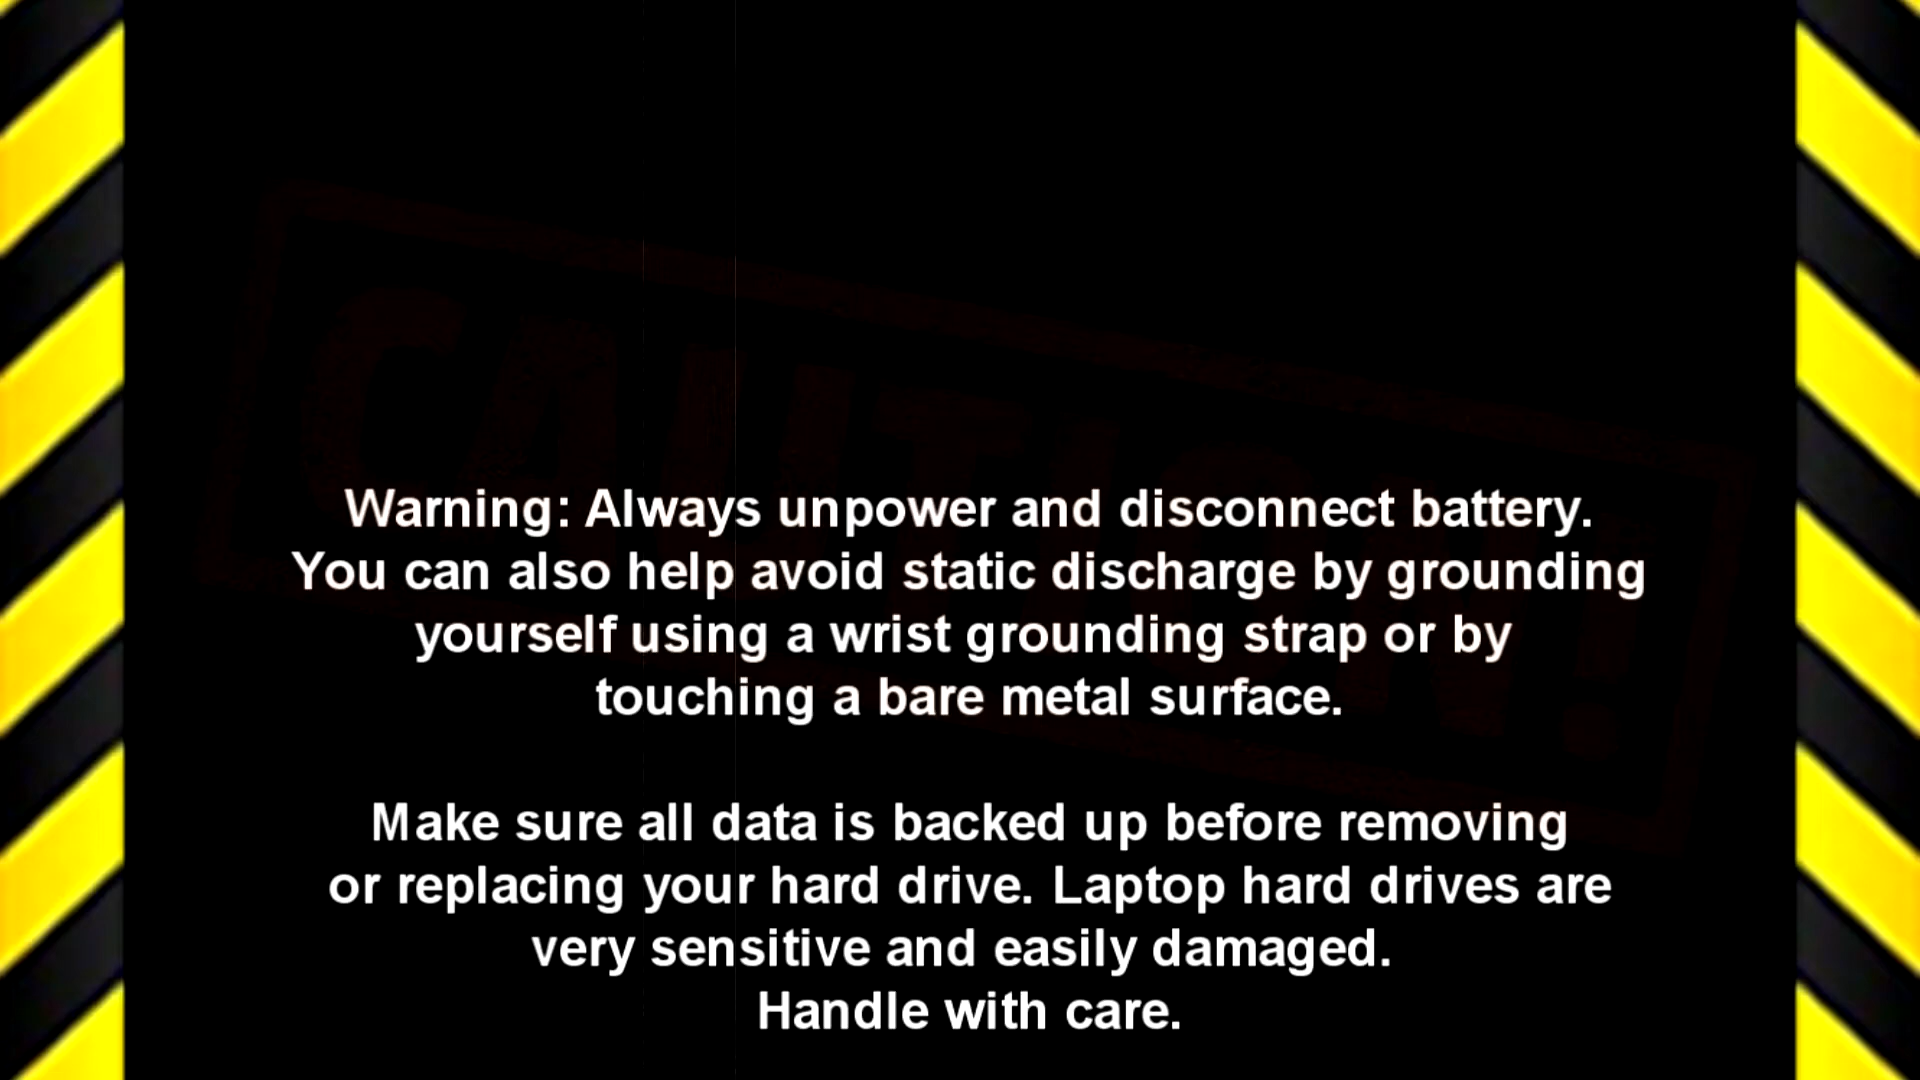 CAUTION!
Warning: Always unpower and disconnect battery.
You can also help avoid static discharge by grounding
yourself using a wrist grounding strap or by
touching a bare metal surface.
Make sure all data is backed up before removing
or replacing your hard drive. Laptop hard drives are
very sensitive and easily damaged.
Handle with care.